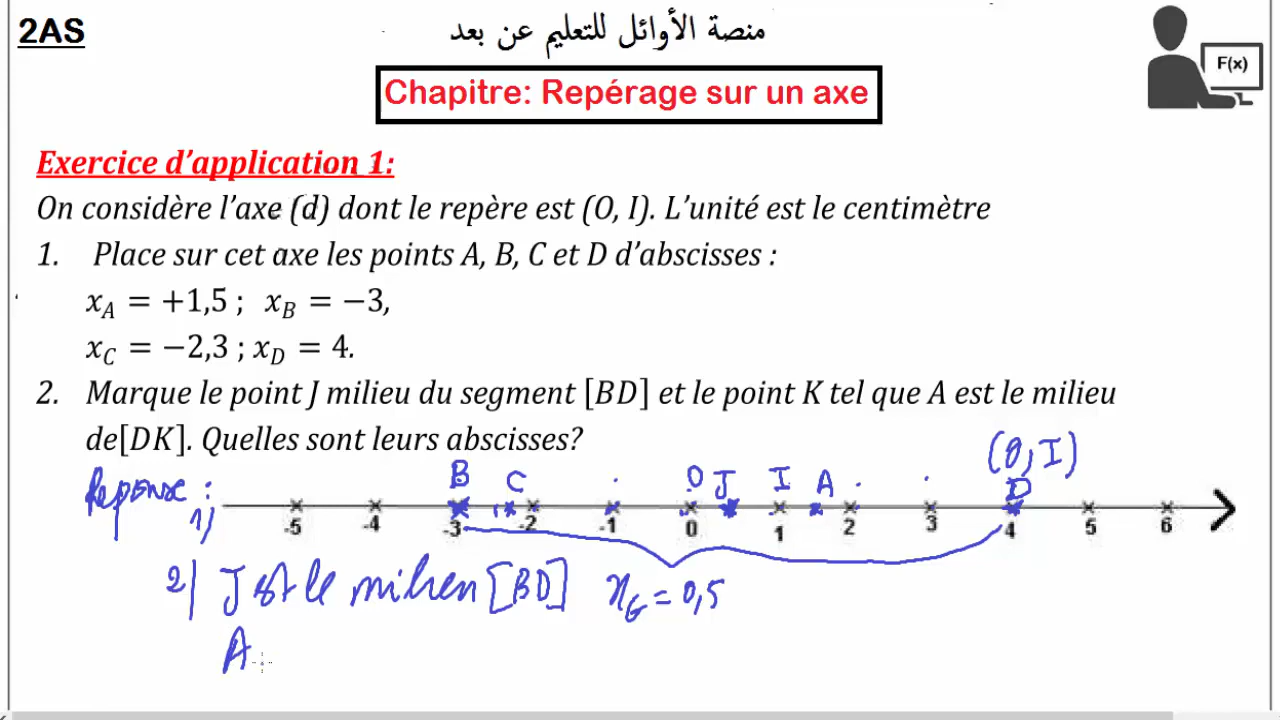 2AS
منصة الأوائل للتعليم عن بعد
F(x)
Chapitre: Repérage sur un axe
Exercice d'application 1:
On considère l'axe (d) dont le repère est (O, I). L'unité est le centimètre
1. Place sur cet axe les points A, B, C et D d'abscisses :
x_A = +1,5 ; x_B = −3,
x_C = −2,3 ; x_D = 4.
2. Marque le point J milieu du segment [BD] et le point K tel que A est le milieu
de[DK]. Quelles sont leurs abscisses?
(O, I)
Reponse :
B C O J I A D
1)
-5 -4 -3 -2 -1 0 1 2 3 4 5 6
2) J est le milieu [BD] x_G = 0,5
A